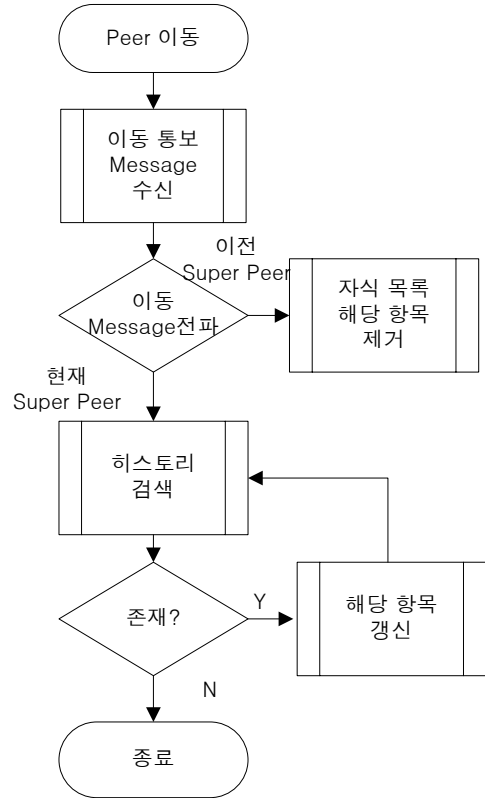 Peer 이동
이동 통보
Message
수신
이전
Super Peer
이동
Message전파
자식 목록
해당 항목
제거
현재
Super Peer
히스토리
검색
존재?
Y
해당 항목
갱신
N
종료